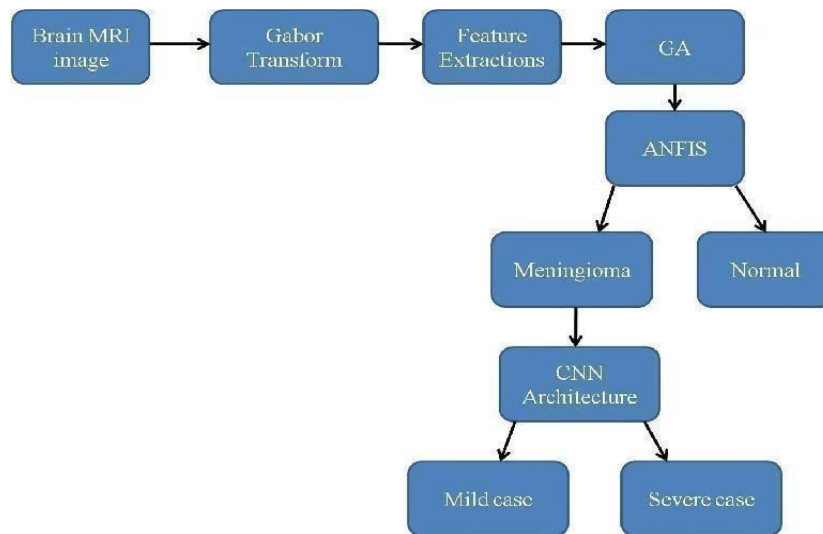 Brain MRI
image
Gabor
Transform
Feature
Extractions
GA
ANFIS
Meningioma
Normal
CNN
Architecture
Mild case
Severe case